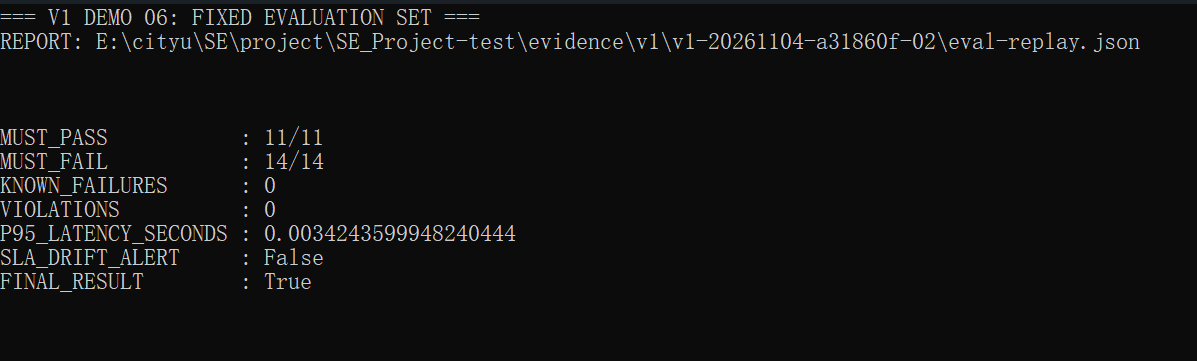 === V1 DEMO 06: FIXED EVALUATION SET ===
REPORT: E:\cityu\SE\project\SE_Project-test\evidence\v1\v1-20261104-a31860f-02\eval-replay.json
MUST_PASS : 11/11
MUST_FAIL : 14/14
KNOWN_FAILURES : 0
VIOLATIONS : 0
P95_LATENCY_SECONDS : 0.0034243599948240444
SLA_DRIFT_ALERT : False
FINAL_RESULT : True